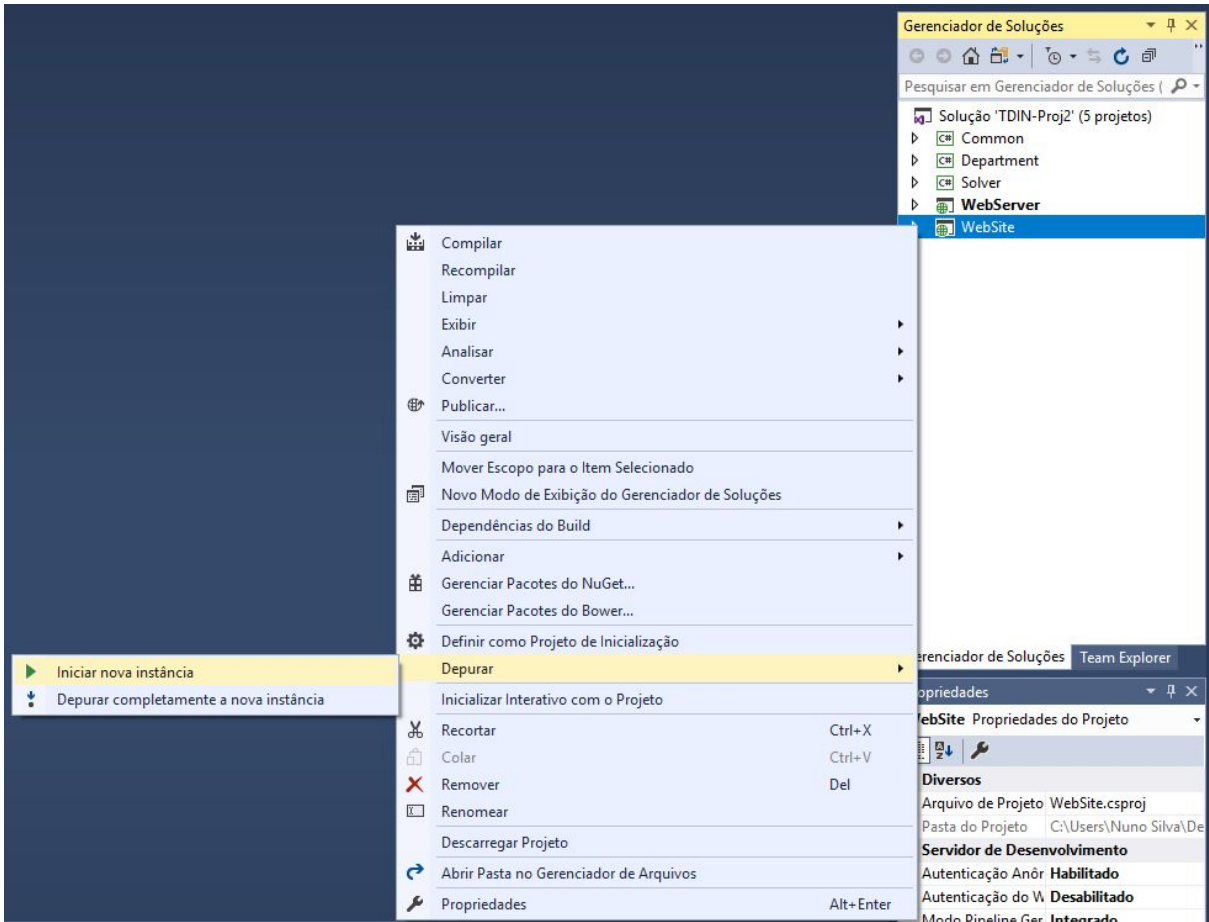 Gerenciador de Soluções
Pesquisar em Gerenciador de Soluções (
Solução 'TDIN-Proj2' (5 projetos)
C# Common
C# Department
C# Solver
WebServer
WebSite
Compilar
Recompilar
Limpar
Exibir
Analisar
Converter
Publicar...
Visão geral
Mover Escopo para o Item Selecionado
Novo Modo de Exibição do Gerenciador de Soluções
Dependências do Build
Adicionar
Gerenciar Pacotes do NuGet...
Gerenciar Pacotes do Bower...
Definir como Projeto de Inicialização
Depurar
Iniciar nova instância
Depurar completamente a nova instância
Inicializar Interativo com o Projeto
Recortar Ctrl+X
Colar Ctrl+V
Remover Del
Renomear
Descarregar Projeto
Abrir Pasta no Gerenciador de Arquivos
Propriedades Alt+Enter
erenciador de Soluções Team Explorer
opriedades
ebSite Propriedades do Projeto
Diversos
Arquivo de Projeto WebSite.csproj
Pasta do Projeto C:\Users\Nuno Silva\De
Servidor de Desenvolvimento
Autenticação Anôr Habilitado
Autenticação do W Desabilitado
Modo Pipeline Ger Integrado